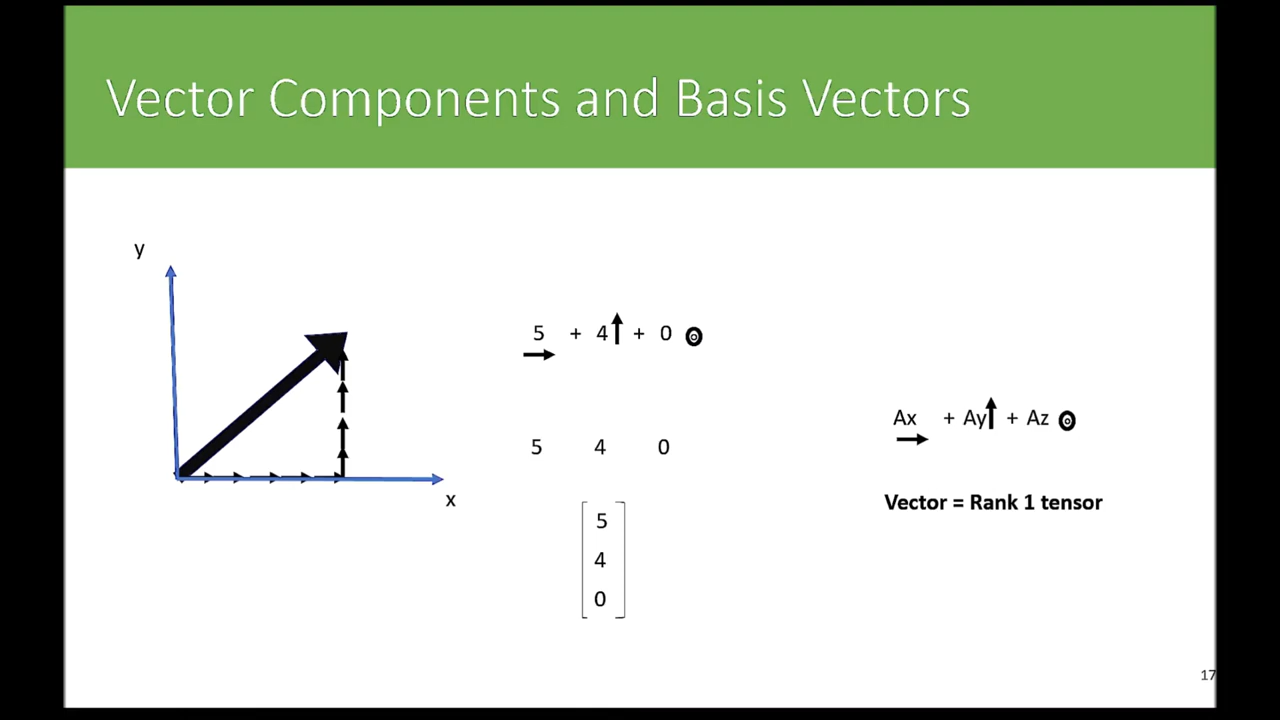 Vector Components and Basis Vectors
y
x
5 + 4 + 0
5 4 0
5
4
0
Ax + Ay + Az
Vector = Rank 1 tensor
17